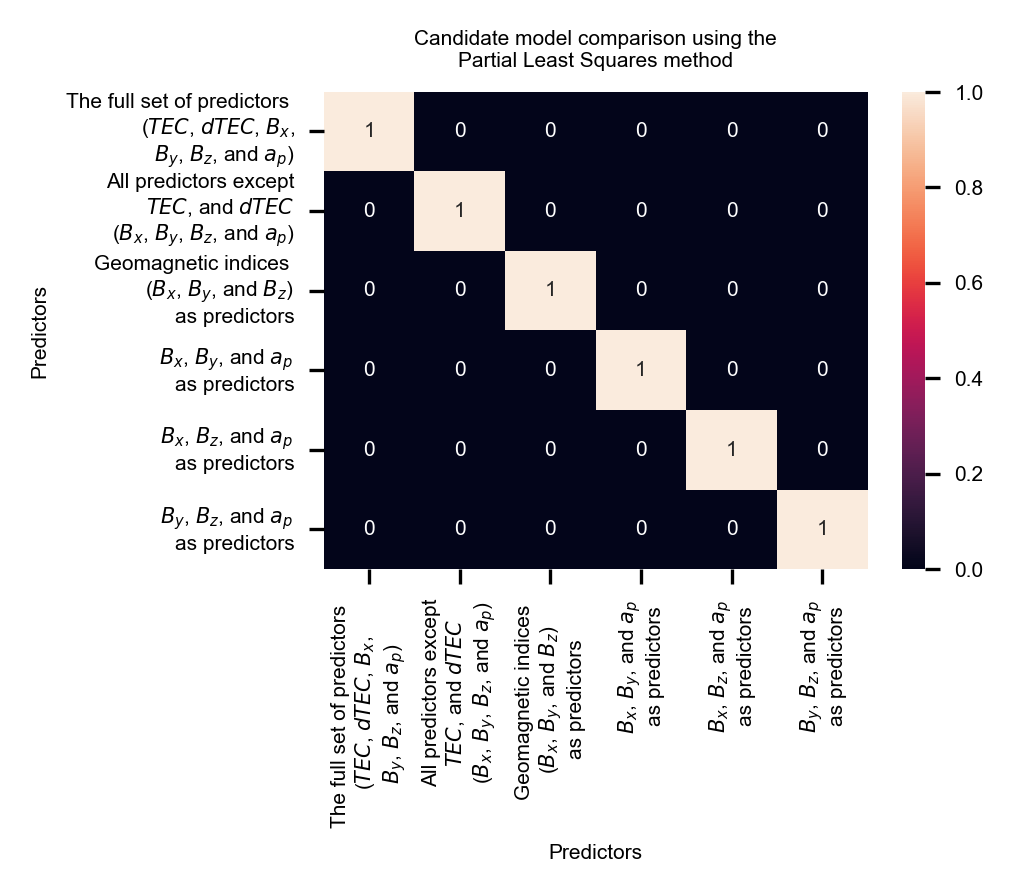 Candidate model comparison using the
Partial Least Squares method
Predictors
The full set of predictors
(TEC, dTEC, Bx,
By, Bz, and ap)
1 0 0 0 0 0
All predictors except
TEC, and dTEC
(Bx, By, Bz, and ap)
0 1 0 0 0 0
Geomagnetic indices
(Bx, By, and Bz)
as predictors
0 0 1 0 0 0
Bx, By, and ap
as predictors
0 0 0 1 0 0
Bx, Bz, and ap
as predictors
0 0 0 0 1 0
By, Bz, and ap
as predictors
0 0 0 0 0 1
1.0
0.8
0.6
0.4
0.2
0.0
The full set of predictors
(TEC, dTEC, Bx,
By, Bz, and ap)
All predictors except
TEC, and dTEC
(Bx, By, Bz, and ap)
Geomagnetic indices
(Bx, By, and Bz)
as predictors
Bx, By, and ap
as predictors
Bx, Bz, and ap
as predictors
By, Bz, and ap
as predictors
Predictors